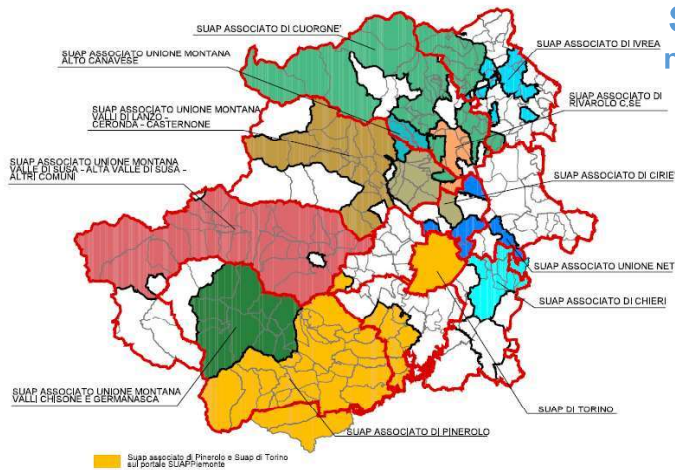 S
n
SUAP ASSOCIATO DI CUORGNE'
SUAP ASSOCIATO UNIONE MONTANA
ALTO CANAVESE
SUAP ASSOCIATO DI IVREA
SUAP ASSOCIATO DI
RIVAROLO C.SE
SUAP ASSOCIATO UNIONE MONTANA
VALLI DI LANZO -
CERONDA - CASTERNONE
SUAP ASSOCIATO UNIONE MONTANA
VALLE DI SUSA - ALTA VALLE DI SUSA -
ALTRI COMUNI
SUAP ASSOCIATO DI CIRIE'
SUAP ASSOCIATO UNIONE NET
SUAP ASSOCIATO DI CHIERI
SUAP ASSOCIATO UNIONE MONTANA
VALLI CHISONE E GERMANASCA
SUAP DI TORINO
SUAP ASSOCIATO DI PINEROLO
Suap associato di Pinerolo e Suap di Torino
sul portale SUAPPiemonte